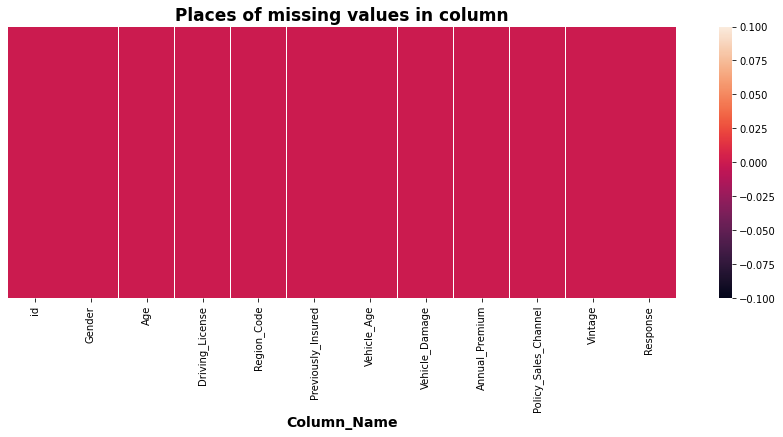 Places of missing values in column
0.100
0.075
0.050
0.025
0.000
−0.025
−0.050
−0.075
−0.100
id
Gender
Age
Driving_License
Region_Code
Previously_Insured
Vehicle_Age
Vehicle_Damage
Annual_Premium
Policy_Sales_Channel
Vintage
Response
Column_Name